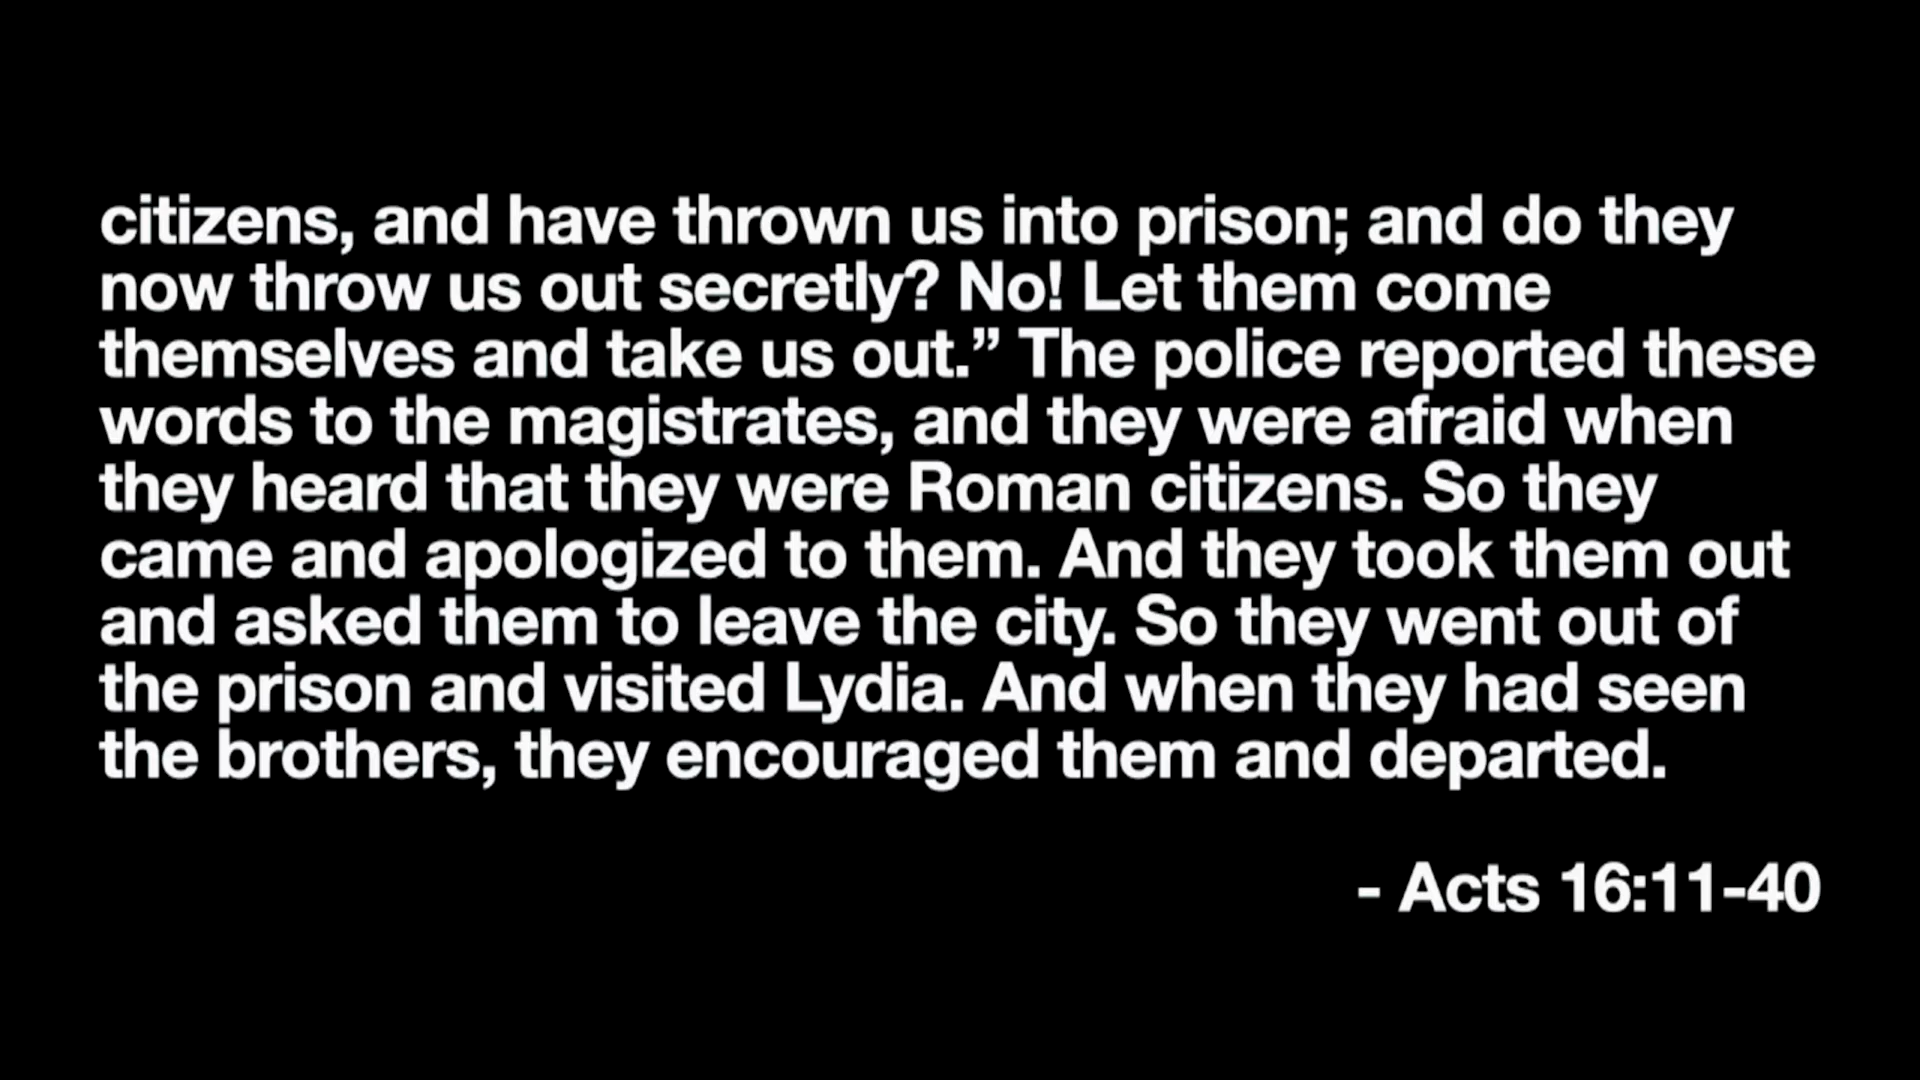 citizens, and have thrown us into prison; and do they
now throw us out secretly? No! Let them come
themselves and take us out.” The police reported these
words to the magistrates, and they were afraid when
they heard that they were Roman citizens. So they
came and apologized to them. And they took them out
and asked them to leave the city. So they went out of
the prison and visited Lydia. And when they had seen
the brothers, they encouraged them and departed.
- Acts 16:11-40